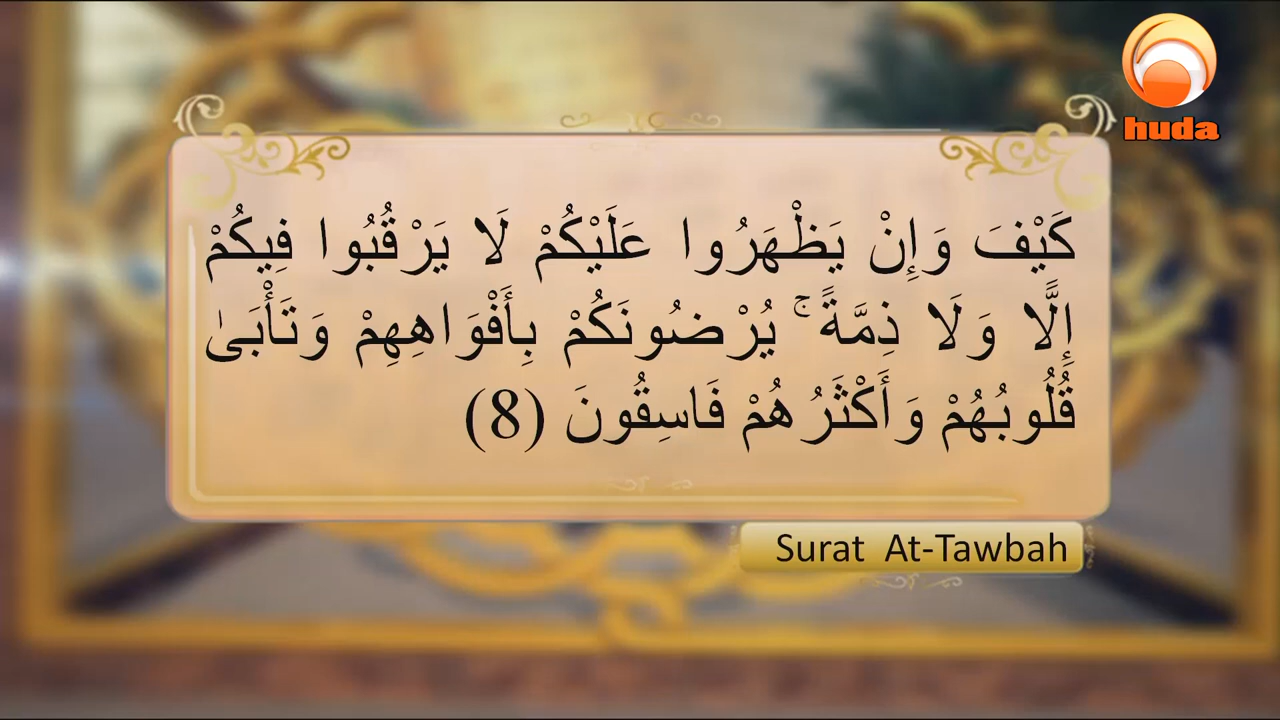 huda
كَيْفَ وَإِنْ يَظْهَرُوا عَلَيْكُمْ لَا يَرْقُبُوا فِيكُمْ
إِلًّا وَلَا ذِمَّةً ۚ يُرْضُونَكُمْ بِأَفْوَاهِهِمْ وَتَأْبَىٰ
قُلُوبُهُمْ وَأَكْثَرُهُمْ فَاسِقُونَ (8)
Surat At-Tawbah